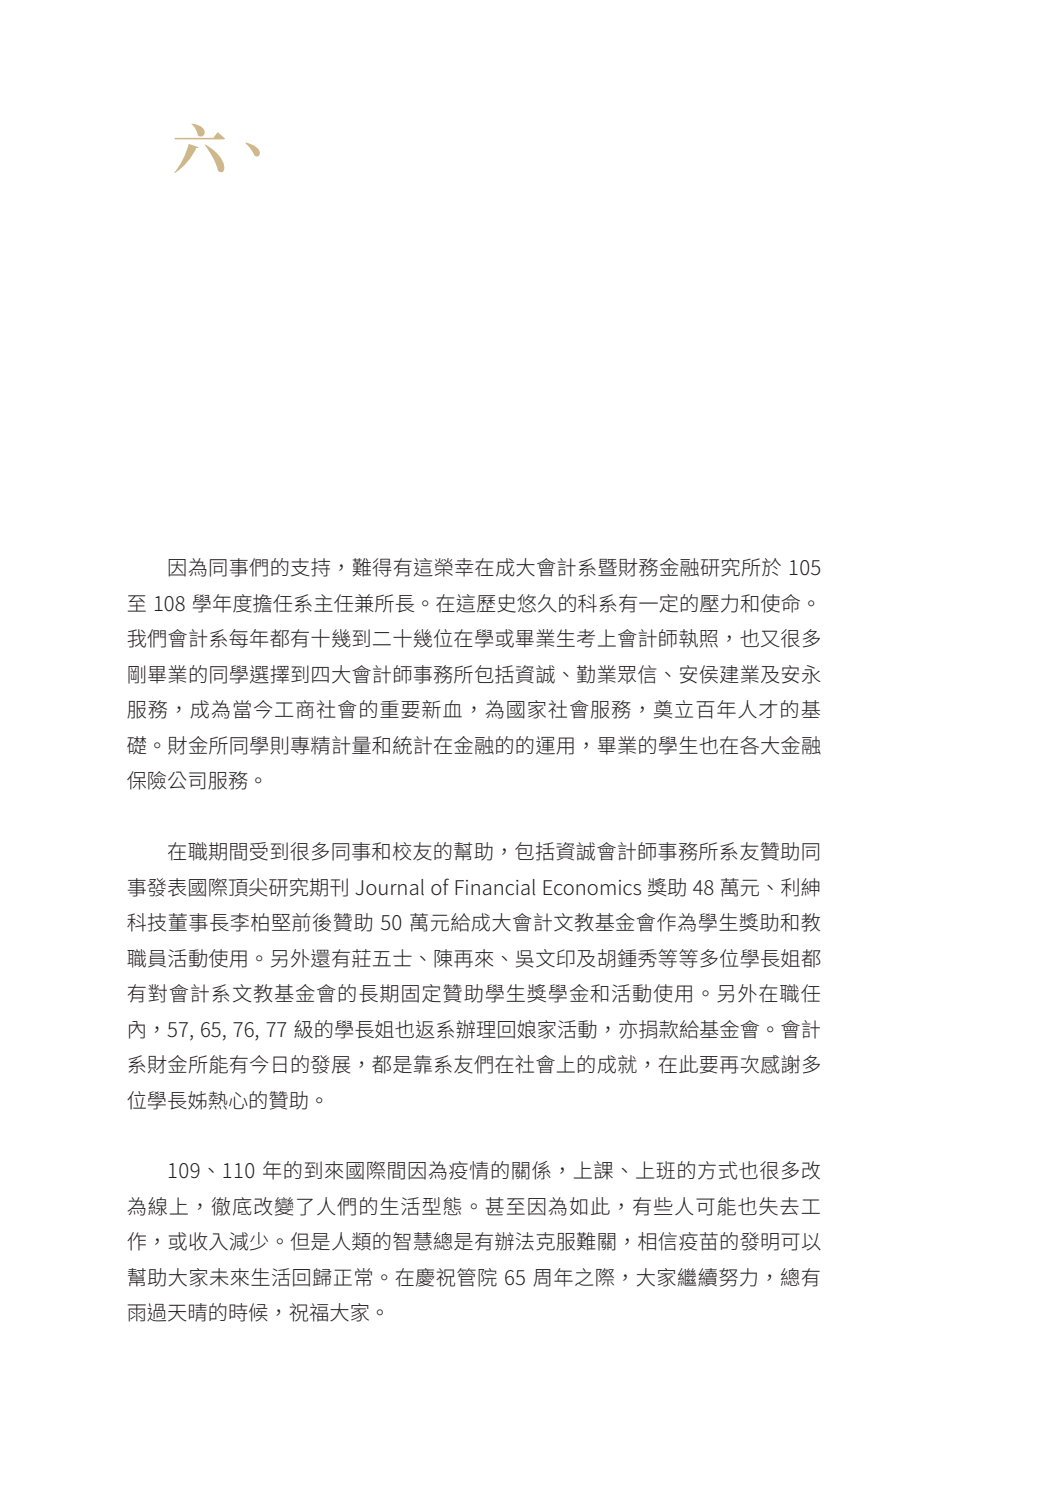 六、
因為同事們的支持，難得有這榮幸在成大會計系暨財務金融研究所於 105
至 108 學年度擔任系主任兼所長。在這歷史悠久的科系有一定的壓力和使命。
我們會計系每年都有十幾到二十幾位在學或畢業生考上會計師執照，也又很多
剛畢業的同學選擇到四大會計師事務所包括資誠、勤業眾信、安侯建業及安永
服務，成為當今工商社會的重要新血，為國家社會服務，奠立百年人才的基
礎。財金所同學則專精計量和統計在金融的的運用，畢業的學生也在各大金融
保險公司服務。
在職期間受到很多同事和校友的幫助，包括資誠會計師事務所系友贊助同
事發表國際頂尖研究期刊 Journal of Financial Economics 獎助 48 萬元、利紳
科技董事長李柏堅前後贊助 50 萬元給成大會計文教基金會作為學生獎助和教
職員活動使用。另外還有莊五士、陳再來、吳文印及胡鍾秀等等多位學長姐都
有對會計系文教基金會的長期固定贊助學生獎學金和活動使用。另外在職任
內，57, 65, 76, 77 級的學長姐也返系辦理回娘家活動，亦捐款給基金會。會計
系財金所能有今日的發展，都是靠系友們在社會上的成就，在此要再次感謝多
位學長姊熱心的贊助。
109、110 年的到來國際間因為疫情的關係，上課、上班的方式也很多改
為線上，徹底改變了人們的生活型態。甚至因為如此，有些人可能也失去工
作，或收入減少。但是人類的智慧總是有辦法克服難關，相信疫苗的發明可以
幫助大家未來生活回歸正常。在慶祝管院 65 周年之際，大家繼續努力，總有
雨過天晴的時候，祝福大家。